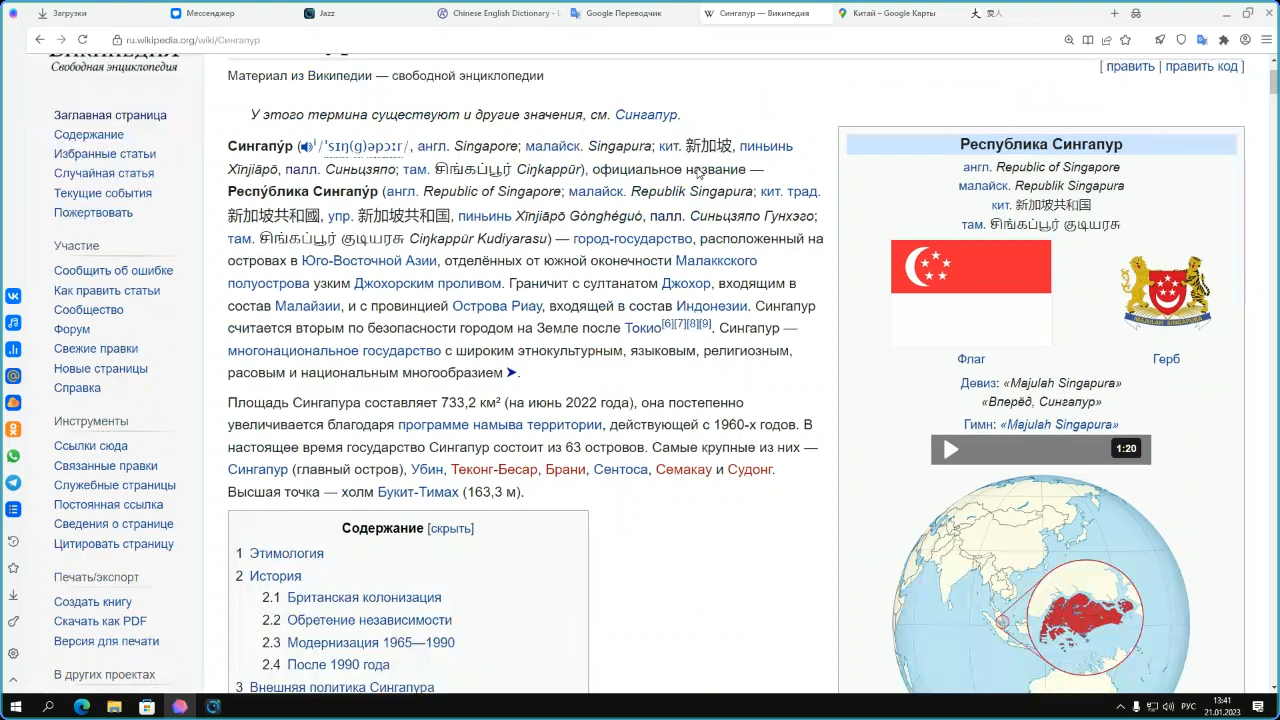 Загрузки
Мессенджер
Jazz
Chinese English Dictionary - L
Google Переводчик
Сингапур — Википедия
Китай – Google Карты
爱人
ru.wikipedia.org/wiki/Сингапур
Свободная энциклопедия
Заглавная страница
Содержание
Избранные статьи
Случайная статья
Текущие события
Пожертвовать
Участие
Сообщить об ошибке
Как править статьи
Сообщество
Форум
Свежие правки
Новые страницы
Справка
Инструменты
Ссылки сюда
Связанные правки
Служебные страницы
Постоянная ссылка
Сведения о странице
Цитировать страницу
Печать/экспорт
Создать книгу
Скачать как PDF
Версия для печати
В других проектах
Материал из Википедии — свободной энциклопедии
[ править | править код ]
У этого термина существуют и другие значения, см. Сингапур.
Сингапу́р (/ˈsɪŋ(ɡ)əpɔːr/, англ. Singapore; малайск. Singapura; кит. 新加坡, пиньинь
Xīnjiāpō, палл. Синьцзяпо; там. சிங்கப்பூர் Ciṅkappūr), официальное название —
Респу́блика Сингапу́р (англ. Republic of Singapore; малайск. Republik Singapura; кит. трад.
新加坡共和國, упр. 新加坡共和国, пиньинь Xīnjiāpō Gònghéguó, палл. Синьцзяпо Гунхэго;
там. சிங்கப்பூர் குடியரசு Ciṅkappūr Kudiyarasu) — город-государство, расположенный на
островах в Юго-Восточной Азии, отделённых от южной оконечности Малаккского
полуострова узким Джохорским проливом. Граничит с султанатом Джохор, входящим в
состав Малайзии, и с провинцией Острова Риау, входящей в состав Индонезии. Сингапур
считается вторым по безопасности городом на Земле после Токио[6][7][8][9]. Сингапур —
многонациональное государство с широким этнокультурным, языковым, религиозным,
расовым и национальным многообразием ➤.
Площадь Сингапура составляет 733,2 км² (на июнь 2022 года), она постепенно
увеличивается благодаря программе намыва территории, действующей с 1960-х годов. В
настоящее время государство Сингапур состоит из 63 островов. Самые крупные из них —
Сингапур (главный остров), Убин, Теконг-Бесар, Брани, Сентоса, Семакау и Судонг.
Высшая точка — холм Букит-Тимах (163,3 м).
Содержание [скрыть]
1 Этимология
2 История
2.1 Британская колонизация
2.2 Обретение независимости
2.3 Модернизация 1965—1990
2.4 После 1990 года
3 Внешняя политика Сингапура
Республика Сингапур
англ. Republic of Singapore
малайск. Republik Singapura
кит. 新加坡共和国
там. சிங்கப்பூர் குடியரசு
MAJULAH SINGAPURA
Флаг
Герб
Девиз: «Majulah Singapura»
«Вперёд, Сингапур»
Гимн: «Majulah Singapura»
1:20
РУС
13:41
21.01.2023